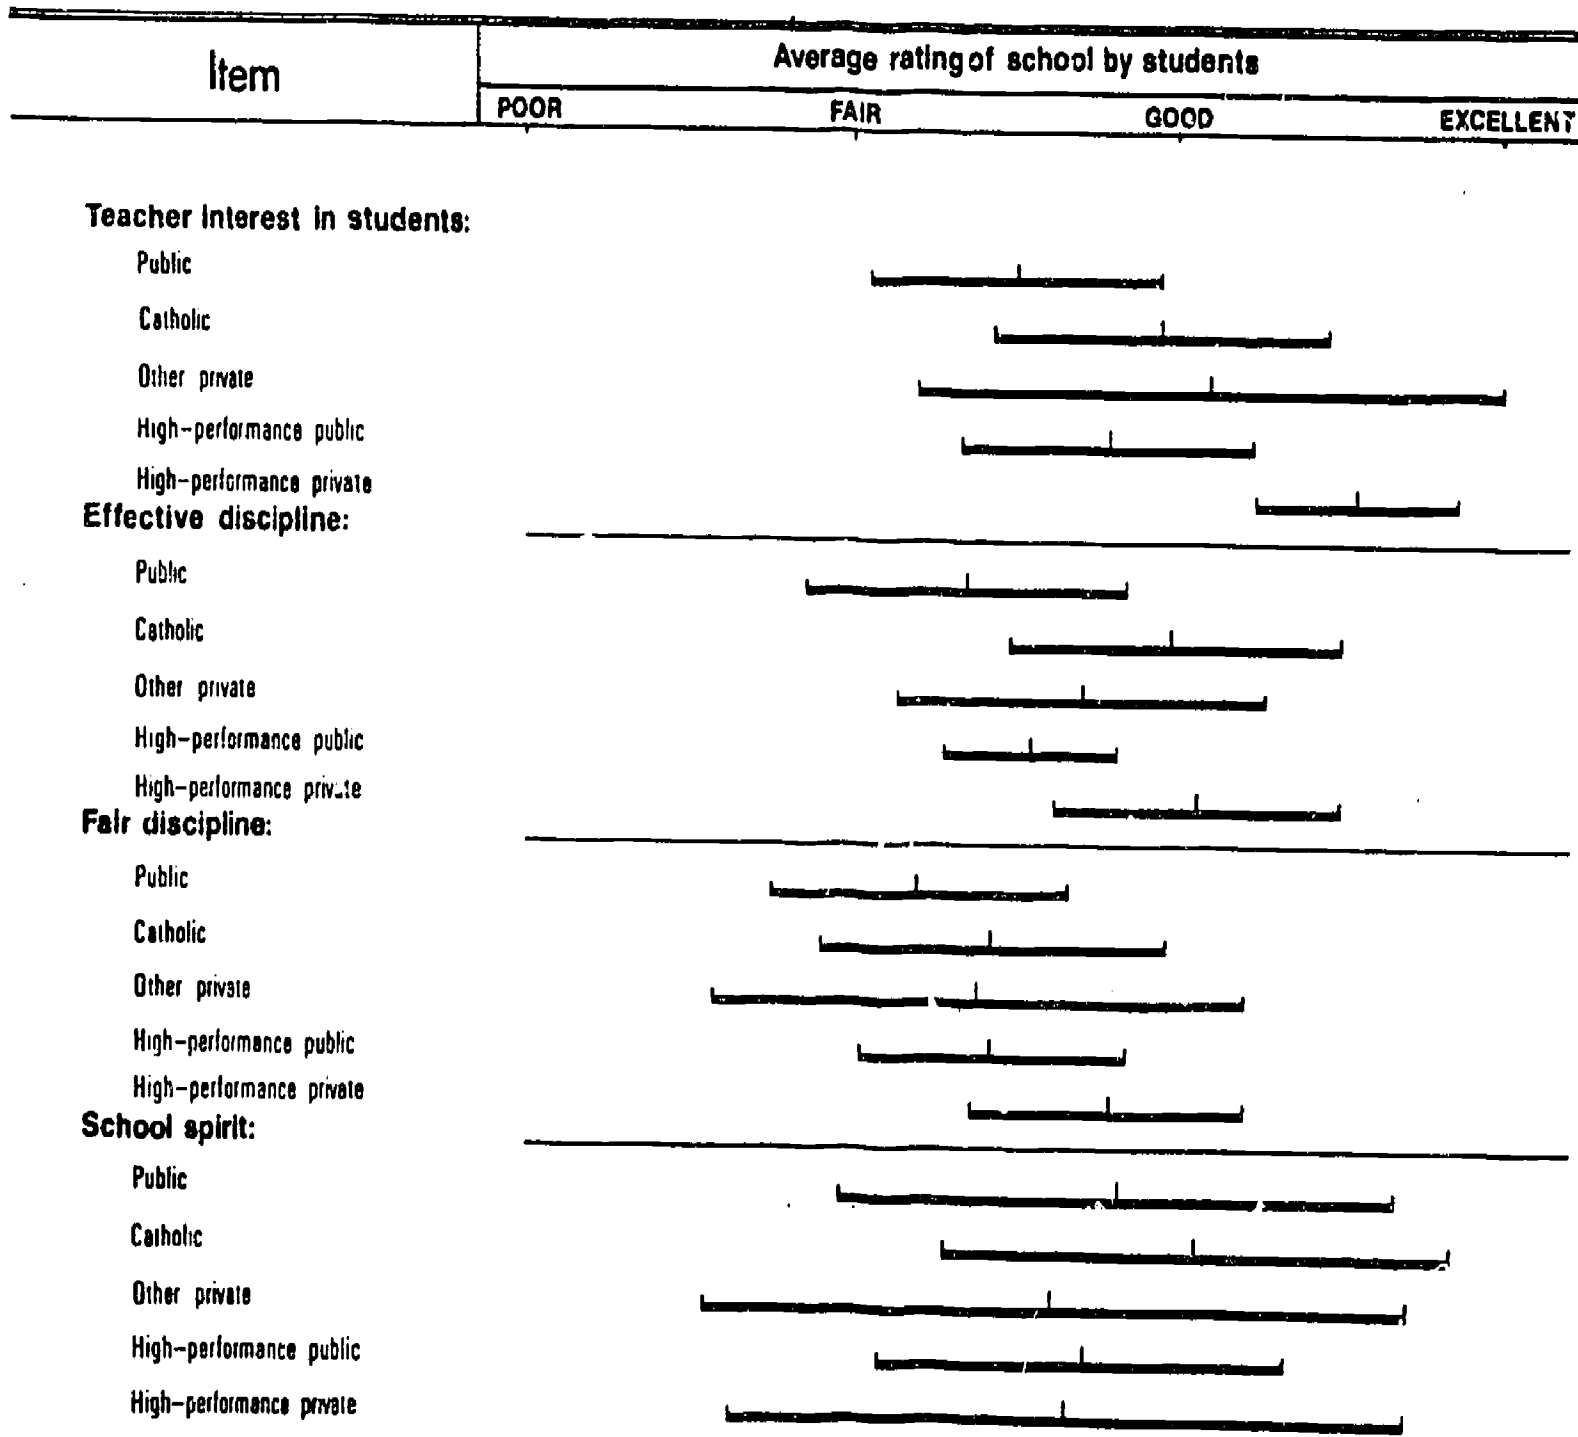 Item
Average rating of school by students
POOR FAIR GOOD EXCELLENT
Teacher interest in students:
Public
Catholic
Other private
High-performance public
High-performance private
Effective discipline:
Public
Catholic
Other private
High-performance public
High-performance private
Fair discipline:
Public
Catholic
Other private
High-performance public
High-performance private
School spirit:
Public
Catholic
Other private
High-performance public
High-performance private